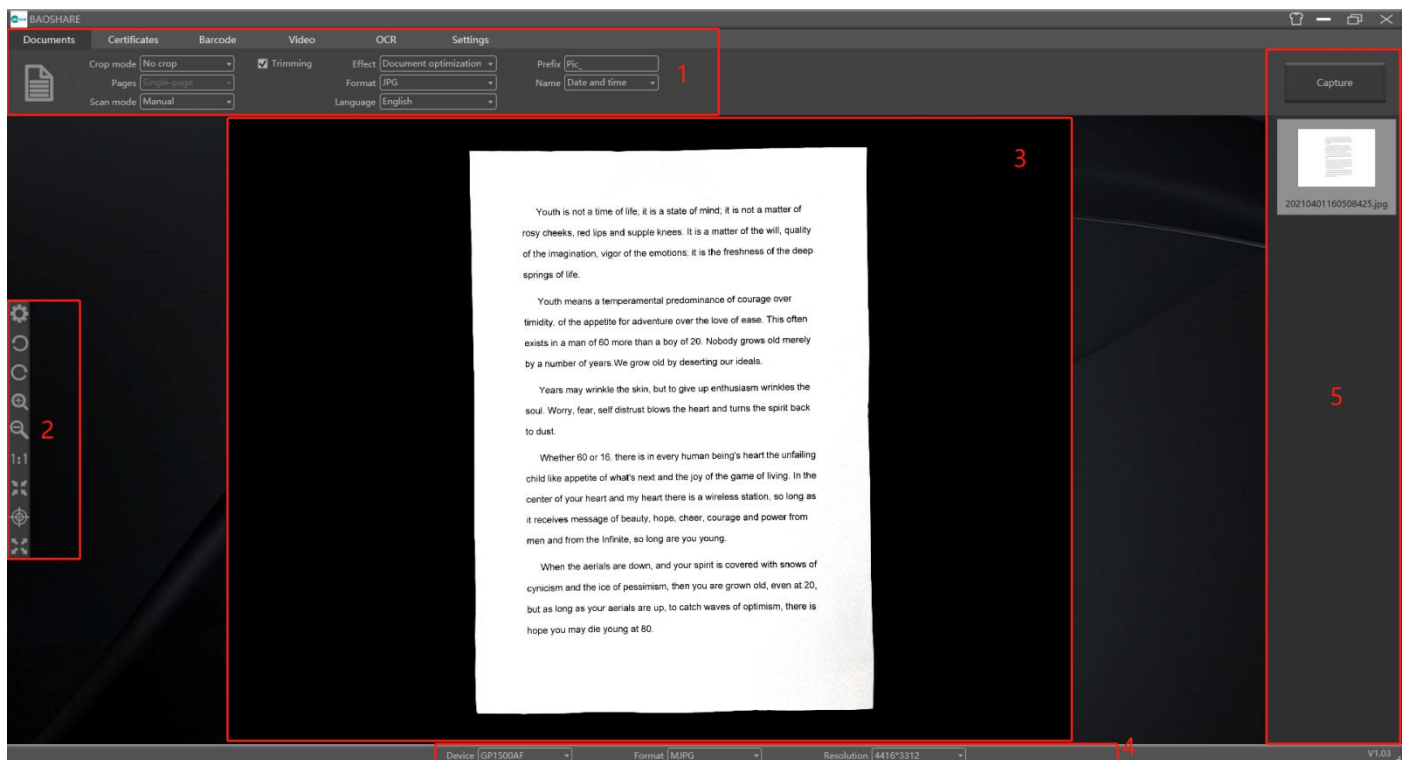 BAOSHARE
Documents Certificates Barcode Video OCR Settings
Crop mode No crop Trimming Effect Document optimization Prefix Pic_
Pages Single-page Format JPG Name Date and time
Scan mode Manual Language English
1
Capture
3
20210401160508425.jpg
Youth is not a time of life; it is a state of mind; it is not a matter of
rosy cheeks, red lips and supple knees. It is a matter of the will, quality
of the imagination, vigor of the emotions; it is the freshness of the deep
springs of life.
Youth means a temperamental predominance of courage over
timidity, of the appetite for adventure over the love of ease. This often
exists in a man of 60 more than a boy of 20. Nobody grows old merely
by a number of years.We grow old by deserting our ideals.
Years may wrinkle the skin, but to give up enthusiasm wrinkles the
soul. Worry, fear, self distrust blows the heart and turns the spirit back
to dust.
Whether 60 or 16, there is in every human being's heart the unfailing
child like appetite of what's next and the joy of the game of living. In the
center of your heart and my heart there is a wireless station, so long as
it receives message of beauty, hope, cheer, courage and power from
men and from the Infinite, so long are you young.
When the aerials are down, and your spirit is covered with snows of
cynicism and the ice of pessimism, then you are grown old, even at 20,
but as long as your aerials are up, to catch waves of optimism, there is
hope you may die young at 80.
2
1:1
5
4
Device GP1500AF Format MJPG Resolution 4416*3312
V1.03